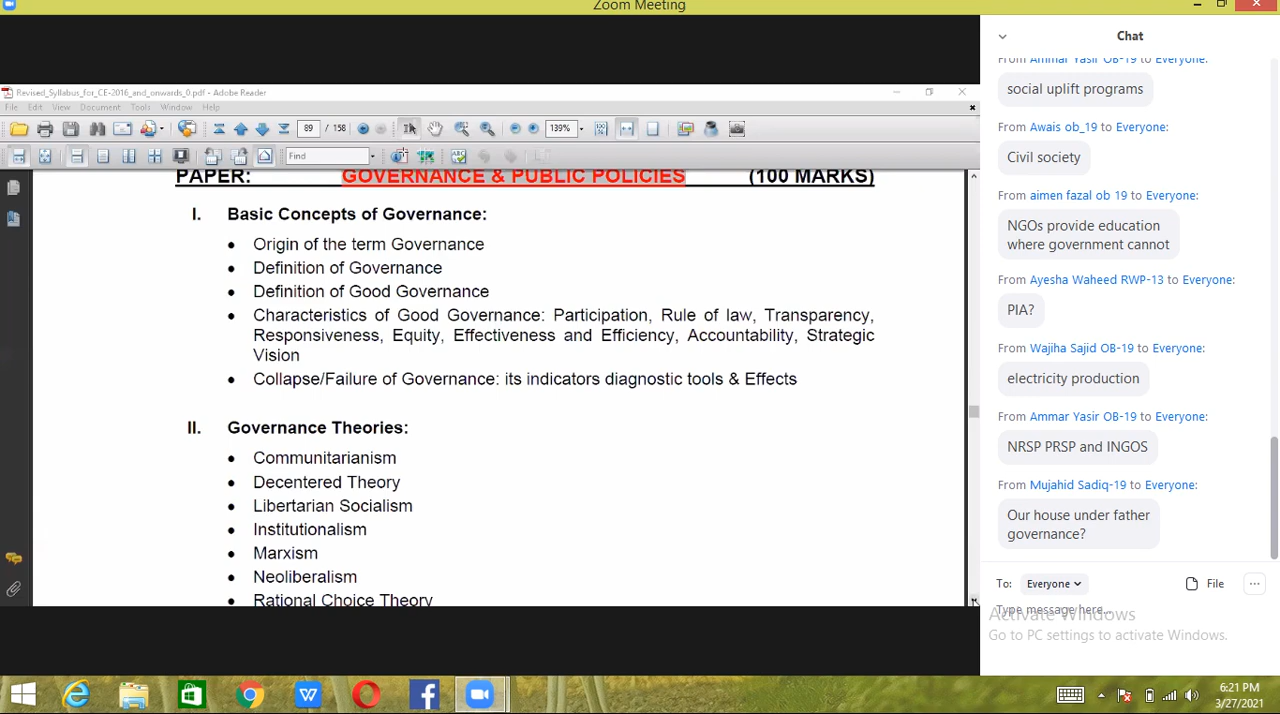 Zoom Meeting
Revised_Syllabus_for_CE-2016_and_onwards_0.pdf - Adobe Reader
File Edit View Document Tools Window Help
89 / 158
139%
Find
PAPER: GOVERNANCE & PUBLIC POLICIES (100 MARKS)
I. Basic Concepts of Governance:
• Origin of the term Governance
• Definition of Governance
• Definition of Good Governance
• Characteristics of Good Governance: Participation, Rule of law, Transparency,
Responsiveness, Equity, Effectiveness and Efficiency, Accountability, Strategic
Vision
• Collapse/Failure of Governance: its indicators diagnostic tools & Effects
II. Governance Theories:
• Communitarianism
• Decentered Theory
• Libertarian Socialism
• Institutionalism
• Marxism
• Neoliberalism
• Rational Choice Theory
Chat
From Ammar Yasir OB-19 to Everyone:
social uplift programs
From Awais ob_19 to Everyone:
Civil society
From aimen fazal ob 19 to Everyone:
NGOs provide education
where government cannot
From Ayesha Waheed RWP-13 to Everyone:
PIA?
From Wajiha Sajid OB-19 to Everyone:
electricity production
From Ammar Yasir OB-19 to Everyone:
NRSP PRSP and INGOS
From Mujahid Sadiq-19 to Everyone:
Our house under father
governance?
To: Everyone File
Type message here...
Activate Windows
Go to PC settings to activate Windows.
6:21 PM
3/27/2021